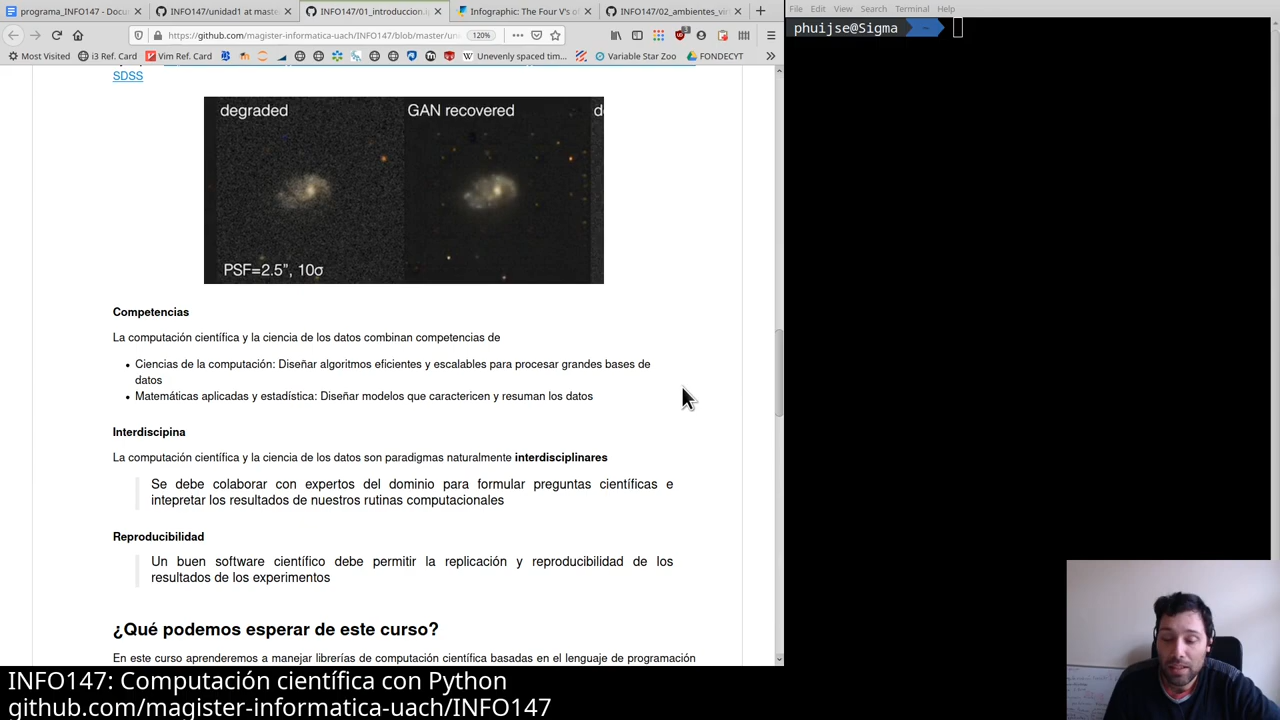 programa_INFO147 - Docu
INFO147/unidad1 at maste
INFO147/01_introduccion.i
Infographic: The Four V's of
INFO147/02_ambientes_vir
https://github.com/magister-informatica-uach/INFO147/blob/master/un
120%
Most Visited
i3 Ref. Card
Vim Ref. Card
Unevenly spaced tim...
Variable Star Zoo
FONDECYT
File Edit View Search Terminal Help
phuijse@Sigma ~
SDSS
degraded
GAN recovered
de
PSF=2.5”, 10σ
Competencias
La computación científica y la ciencia de los datos combinan competencias de
• Ciencias de la computación: Diseñar algoritmos eficientes y escalables para procesar grandes bases de
datos
• Matemáticas aplicadas y estadística: Diseñar modelos que caractericen y resuman los datos
Interdiscipina
La computación científica y la ciencia de los datos son paradigmas naturalmente interdisciplinares
Se debe colaborar con expertos del dominio para formular preguntas científicas e
intepretar los resultados de nuestros rutinas computacionales
Reproducibilidad
Un buen software científico debe permitir la replicación y reproducibilidad de los
resultados de los experimentos
¿Qué podemos esperar de este curso?
En este curso aprenderemos a manejar librerías de computación científica basadas en el lenguaje de programación
INFO147: Computación científica con Python
github.com/magister-informatica-uach/INFO147